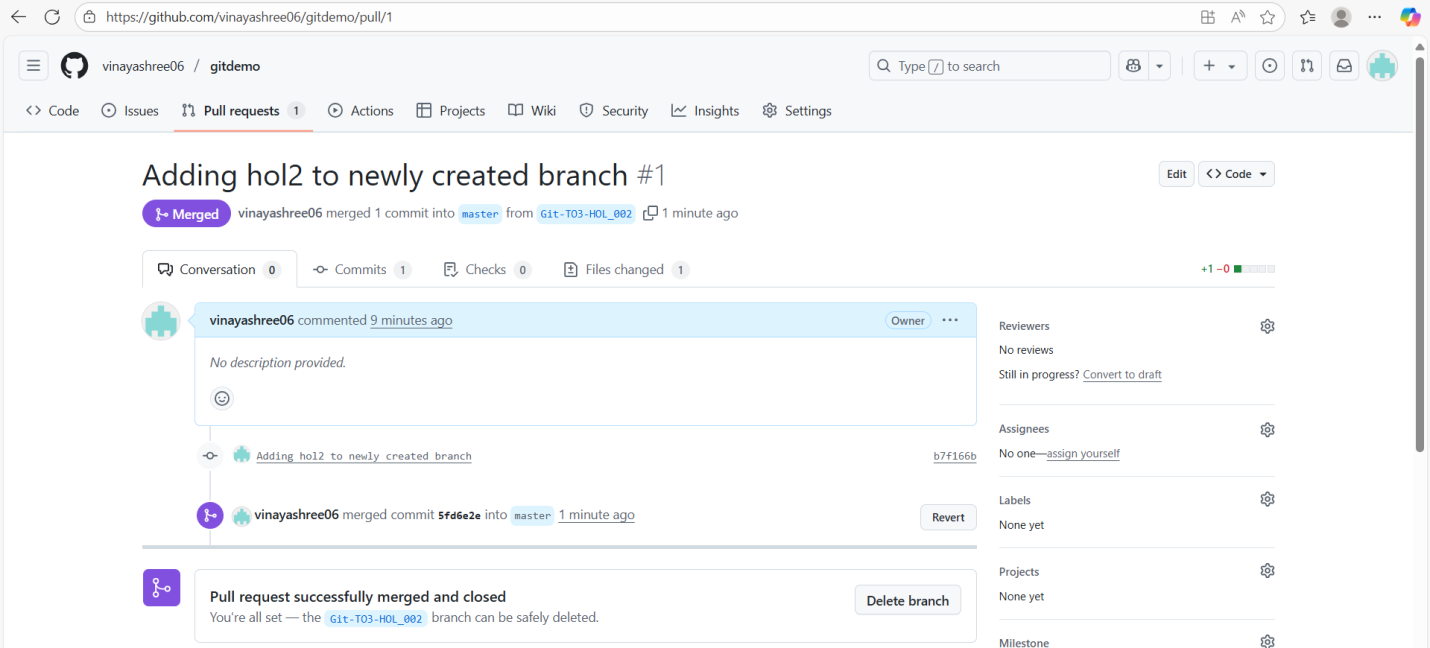 https://github.com/vinayashree06/gitdemo/pull/1
vinayashree06 / gitdemo
Type / to search
Code Issues Pull requests 1 Actions Projects Wiki Security Insights Settings
Adding hol2 to newly created branch #1
Edit Code
Merged vinayashree06 merged 1 commit into master from Git-TO3-HOL_002 1 minute ago
Conversation 0 Commits 1 Checks 0 Files changed 1 +1 −0
vinayashree06 commented 9 minutes ago Owner
No description provided.
Adding hol2 to newly created branch b7f166b
vinayashree06 merged commit 5fd6e2e into master 1 minute ago Revert
Pull request successfully merged and closed
You're all set — the Git-TO3-HOL_002 branch can be safely deleted.
Delete branch
Reviewers
No reviews
Still in progress? Convert to draft
Assignees
No one—assign yourself
Labels
None yet
Projects
None yet
Milestone